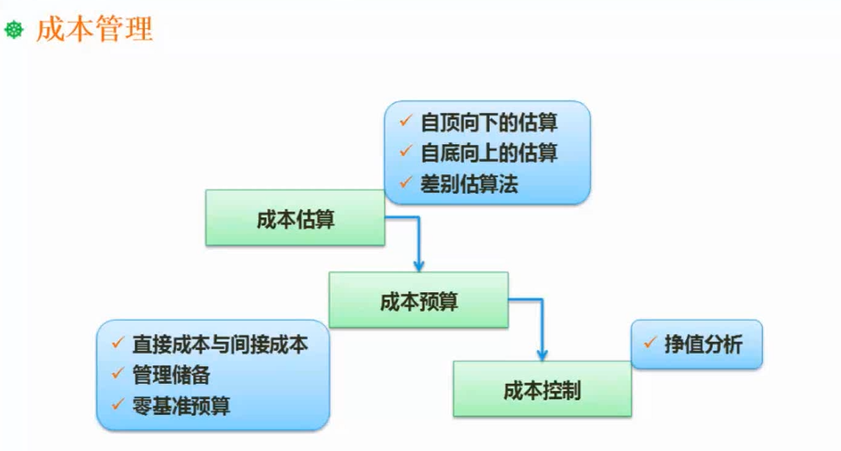 成本管理
自顶向下的估算
自底向上的估算
差别估算法
成本估算
成本预算
直接成本与间接成本
管理储备
零基准预算
挣值分析
成本控制